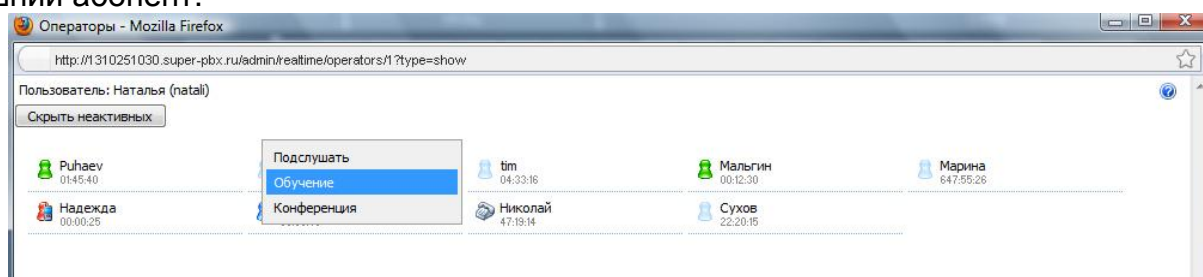 шний абонент?
Операторы - Mozilla Firefox
http://1310251030.super-pbx.ru/admin/realtime/operators/1?type=show
Пользователь: Наталья (natali)
Скрыть неактивных
Puhaev
01:45:40
Подслушать
Обучение
Конференция
tim
04:33:16
Мальгин
00:12:30
Марина
647:55:26
Надежда
00:00:25
Николай
47:19:14
Сухов
22:20:15